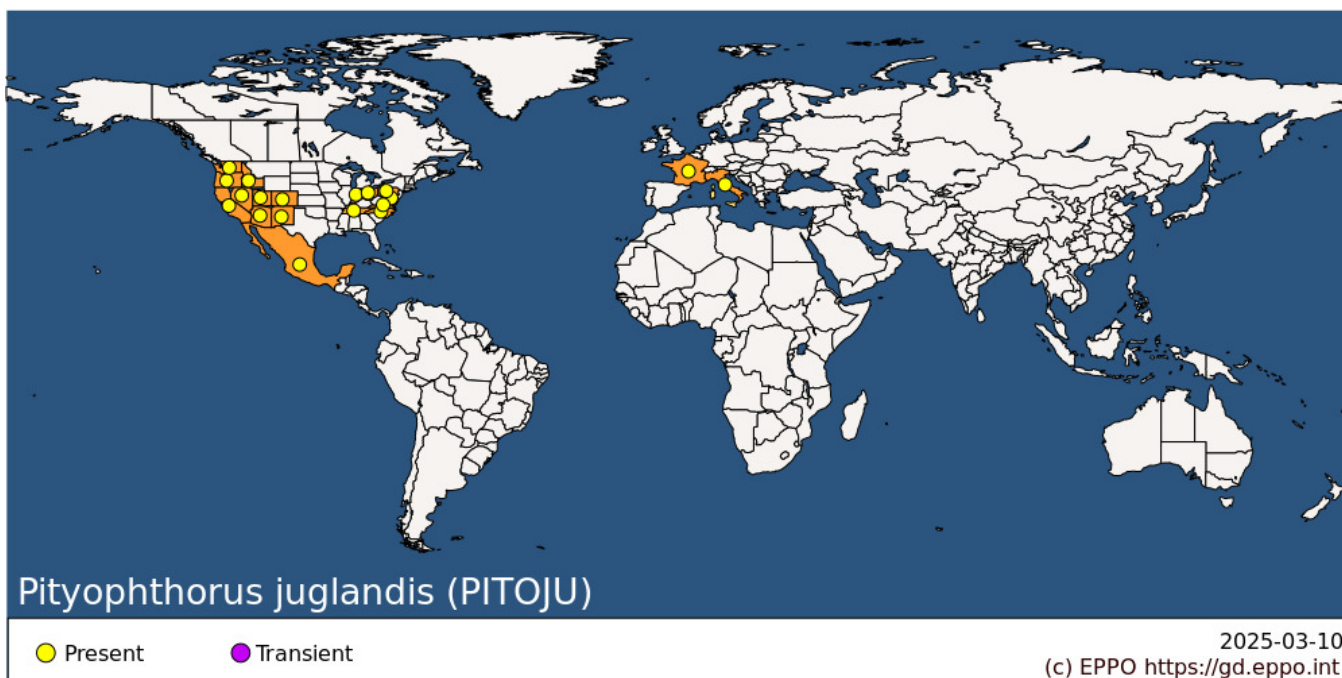 Pityophthorus juglandis (PITOJU)
Present
Transient
2025-03-10
(c) EPPO https://gd.eppo.int